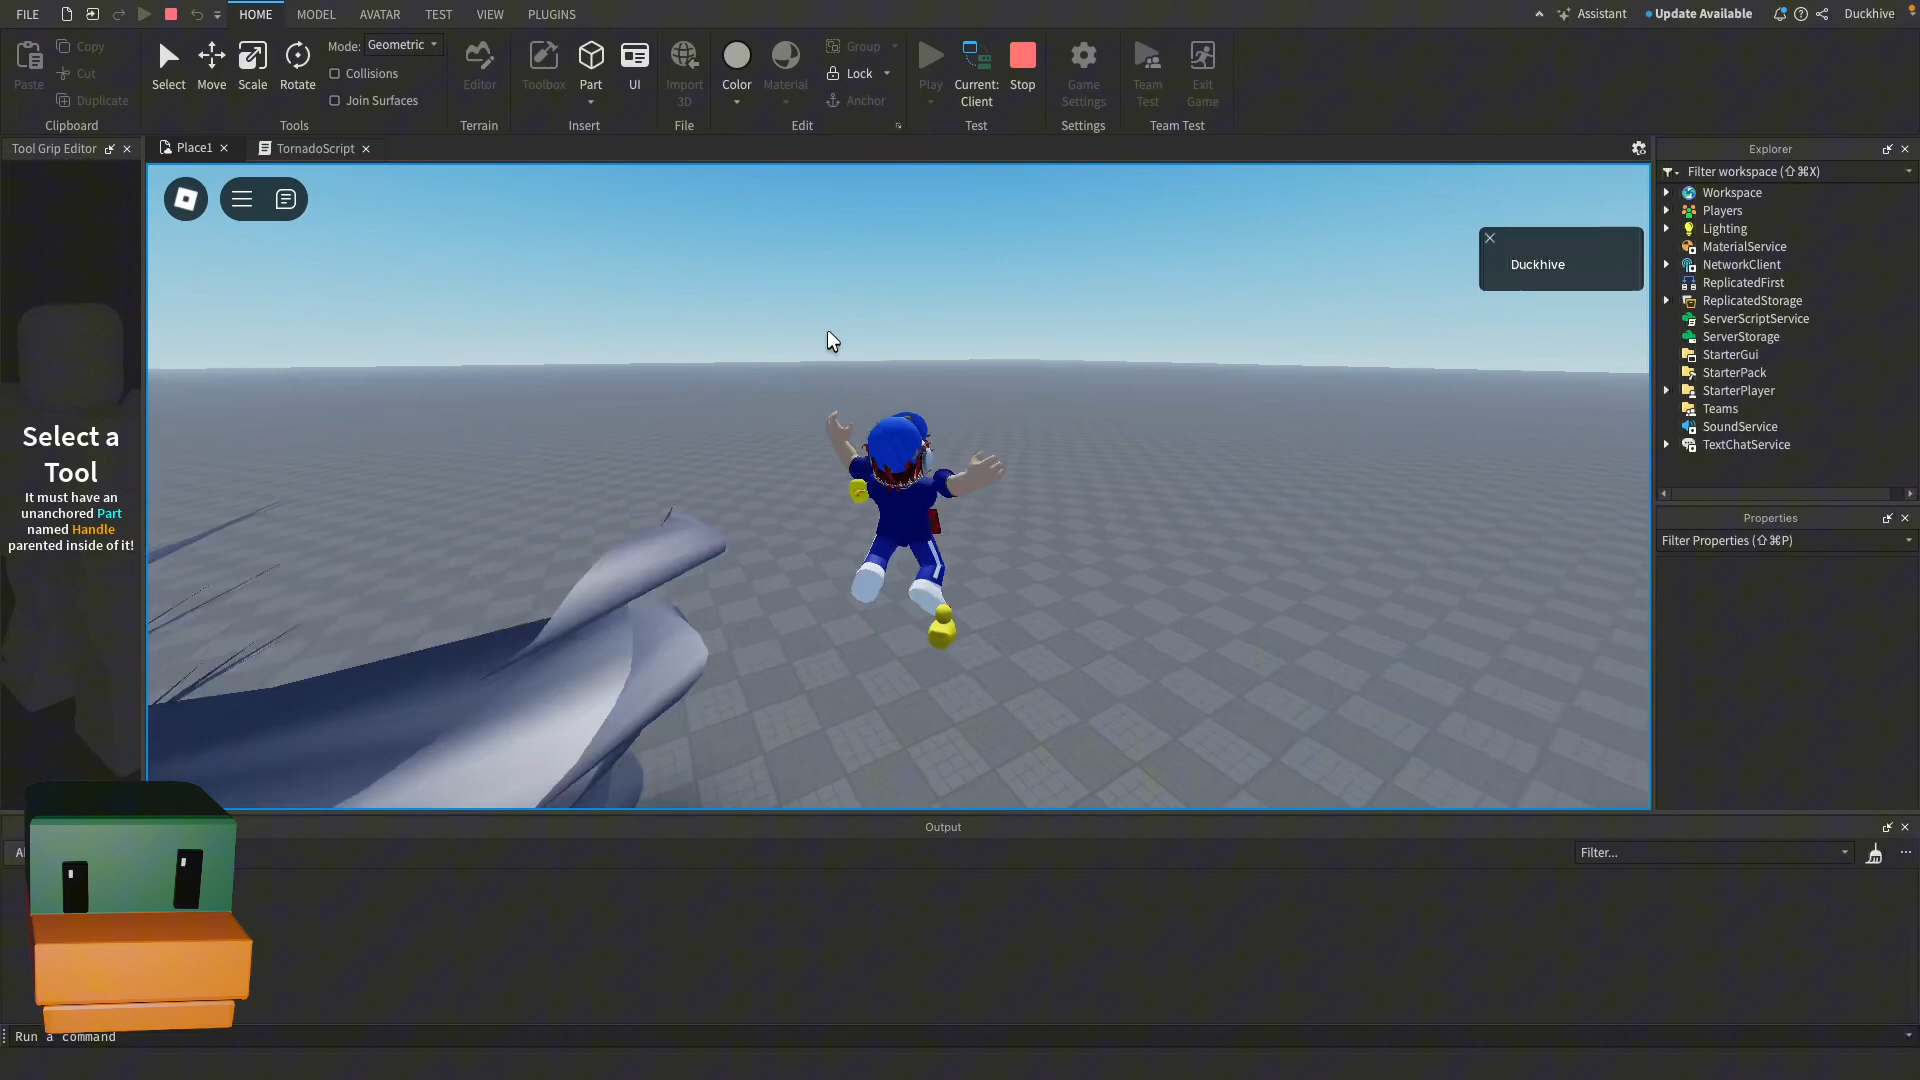 FILE
HOME
MODEL
AVATAR
TEST
VIEW
PLUGINS
Assistant
Update Available
Duckhive
Paste
Copy
Cut
Duplicate
Clipboard
Select
Move
Scale
Rotate
Mode: Geometric
Collisions
Join Surfaces
Tools
Editor
Terrain
Toolbox
Part
UI
Insert
Import
3D
File
Color
Material
Group
Lock
Anchor
Edit
Play
Current:
Client
Stop
Test
Game
Settings
Settings
Team
Test
Exit
Game
Team Test
Tool Grip Editor
Place1
TornadoScript
Select a
Tool
It must have an
unanchored Part
named Handle
parented inside of it!
Duckhive
Explorer
Filter workspace (⇧⌘X)
Workspace
Players
Lighting
MaterialService
NetworkClient
ReplicatedFirst
ReplicatedStorage
ServerScriptService
ServerStorage
StarterGui
StarterPack
StarterPlayer
Teams
SoundService
TextChatService
Properties
Filter Properties (⇧⌘P)
Output
Filter...
Run a command